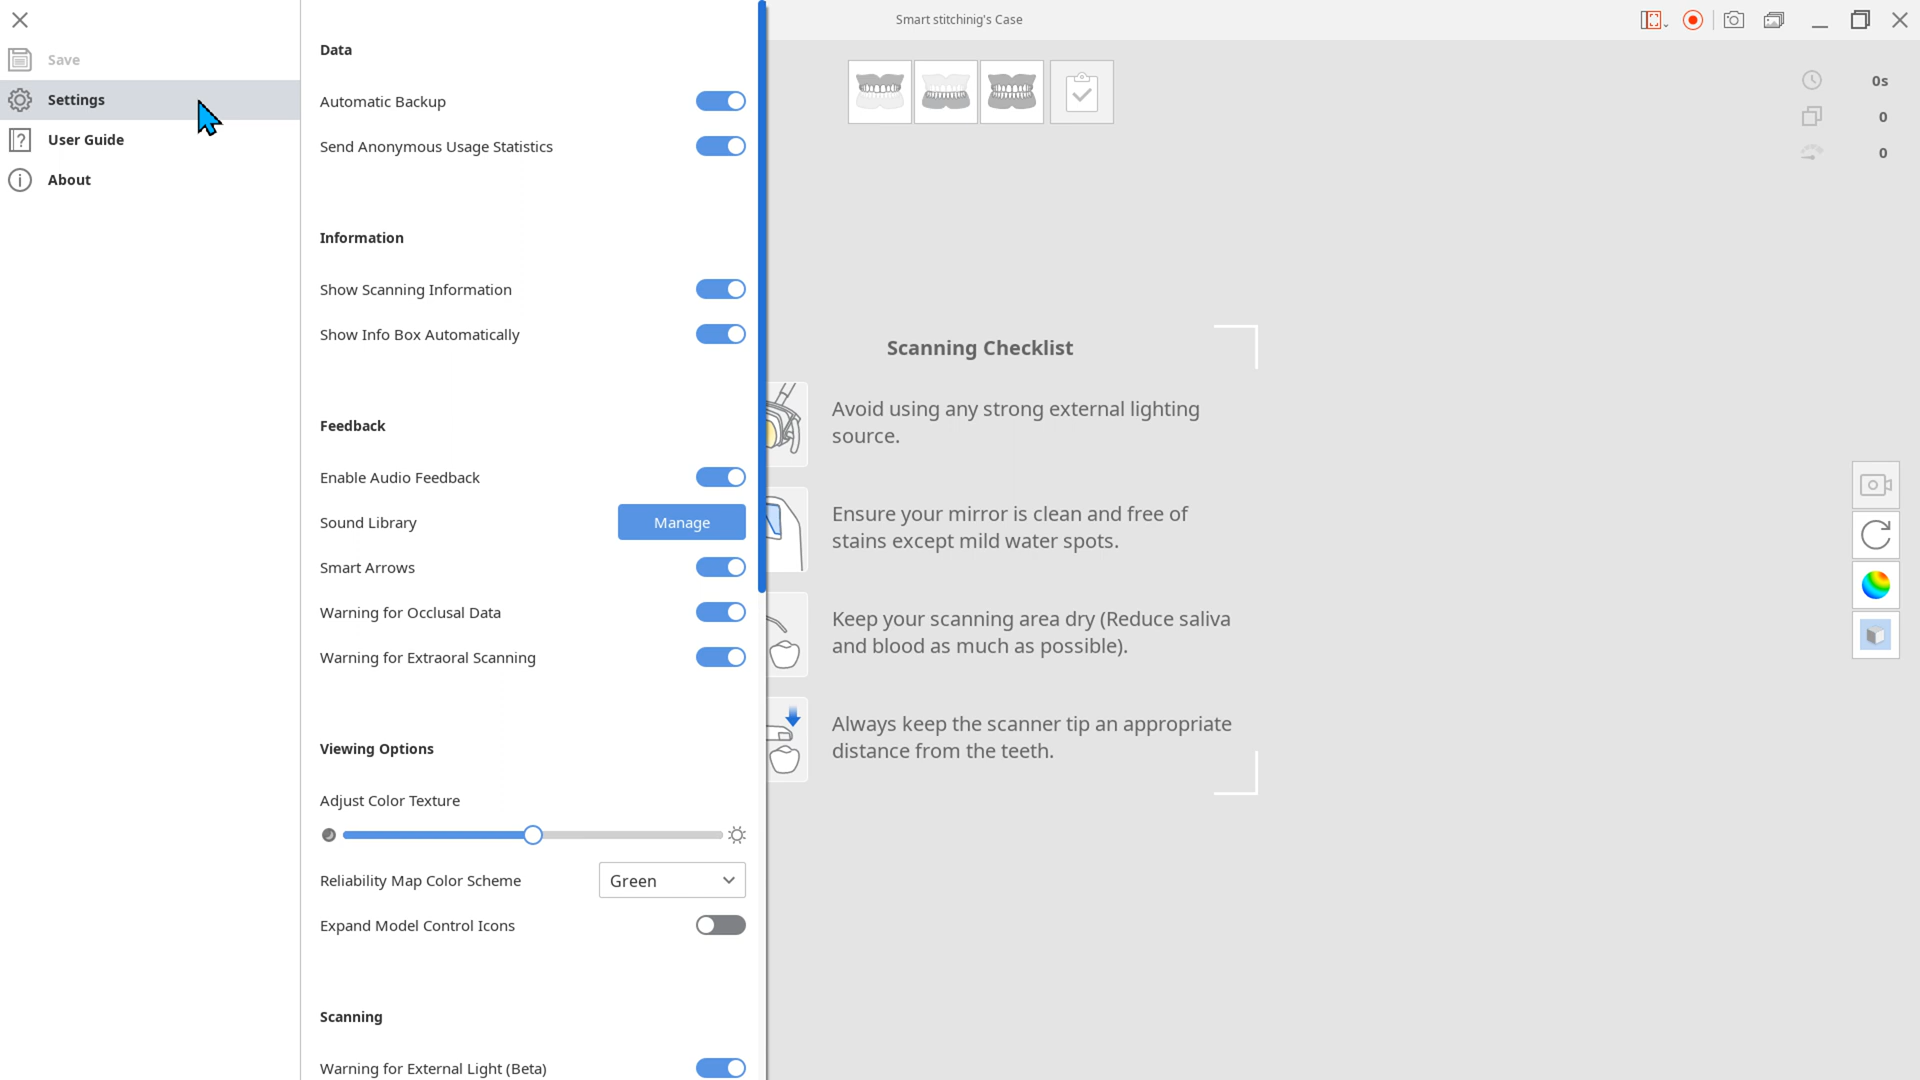 Smart stitchinig's Case
Save
Settings
User Guide
About
Data
Automatic Backup
Send Anonymous Usage Statistics
Information
Show Scanning Information
Show Info Box Automatically
Feedback
Enable Audio Feedback
Sound Library
Manage
Smart Arrows
Warning for Occlusal Data
Warning for Extraoral Scanning
Viewing Options
Adjust Color Texture
Reliability Map Color Scheme
Green
Expand Model Control Icons
Scanning
Warning for External Light (Beta)
0s
0
0
Scanning Checklist
Avoid using any strong external lighting
source.
Ensure your mirror is clean and free of
stains except mild water spots.
Keep your scanning area dry (Reduce saliva
and blood as much as possible).
Always keep the scanner tip an appropriate
distance from the teeth.